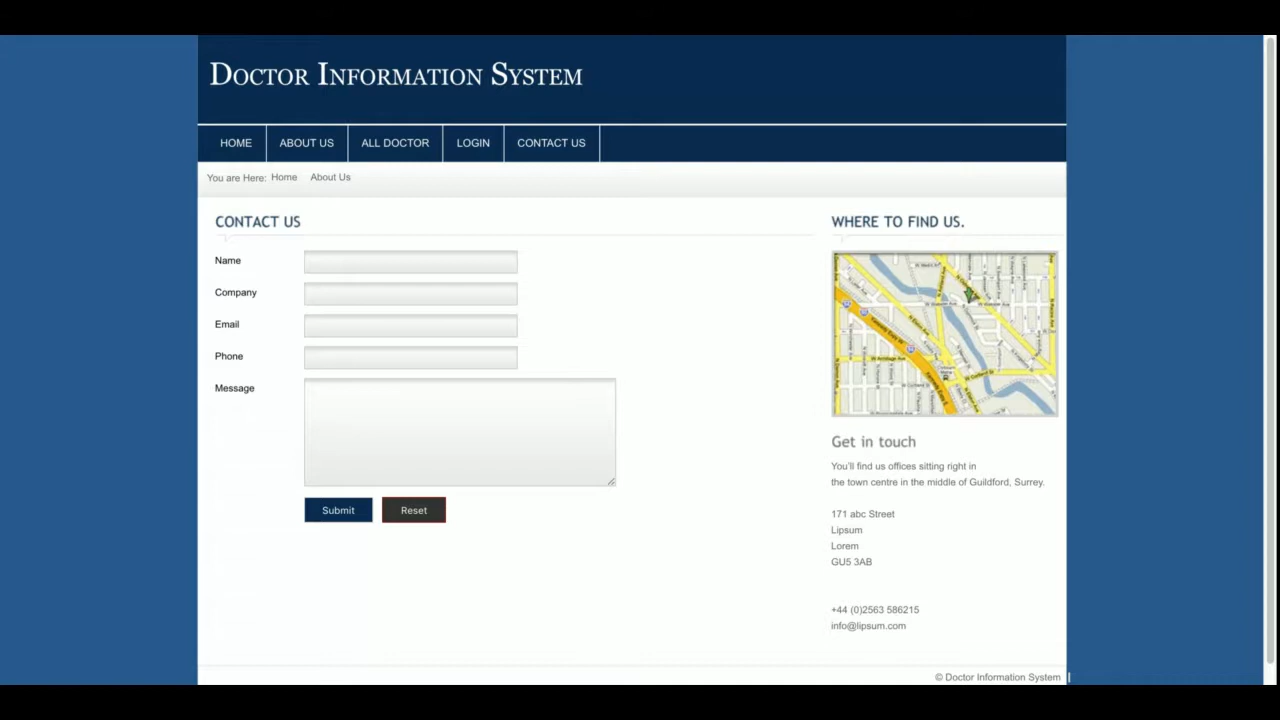 Doctor Information System
HOME ABOUT US ALL DOCTOR LOGIN CONTACT US
You are Here: Home About Us
CONTACT US
Name
Company
Email
Phone
Message
Submit Reset
WHERE TO FIND US.
Get in touch
You'll find us offices sitting right in
the town centre in the middle of Guildford, Surrey.
171 abc Street
Lipsum
Lorem
GU5 3AB
+44 (0)2563 586215
info@lipsum.com
© Doctor Information System